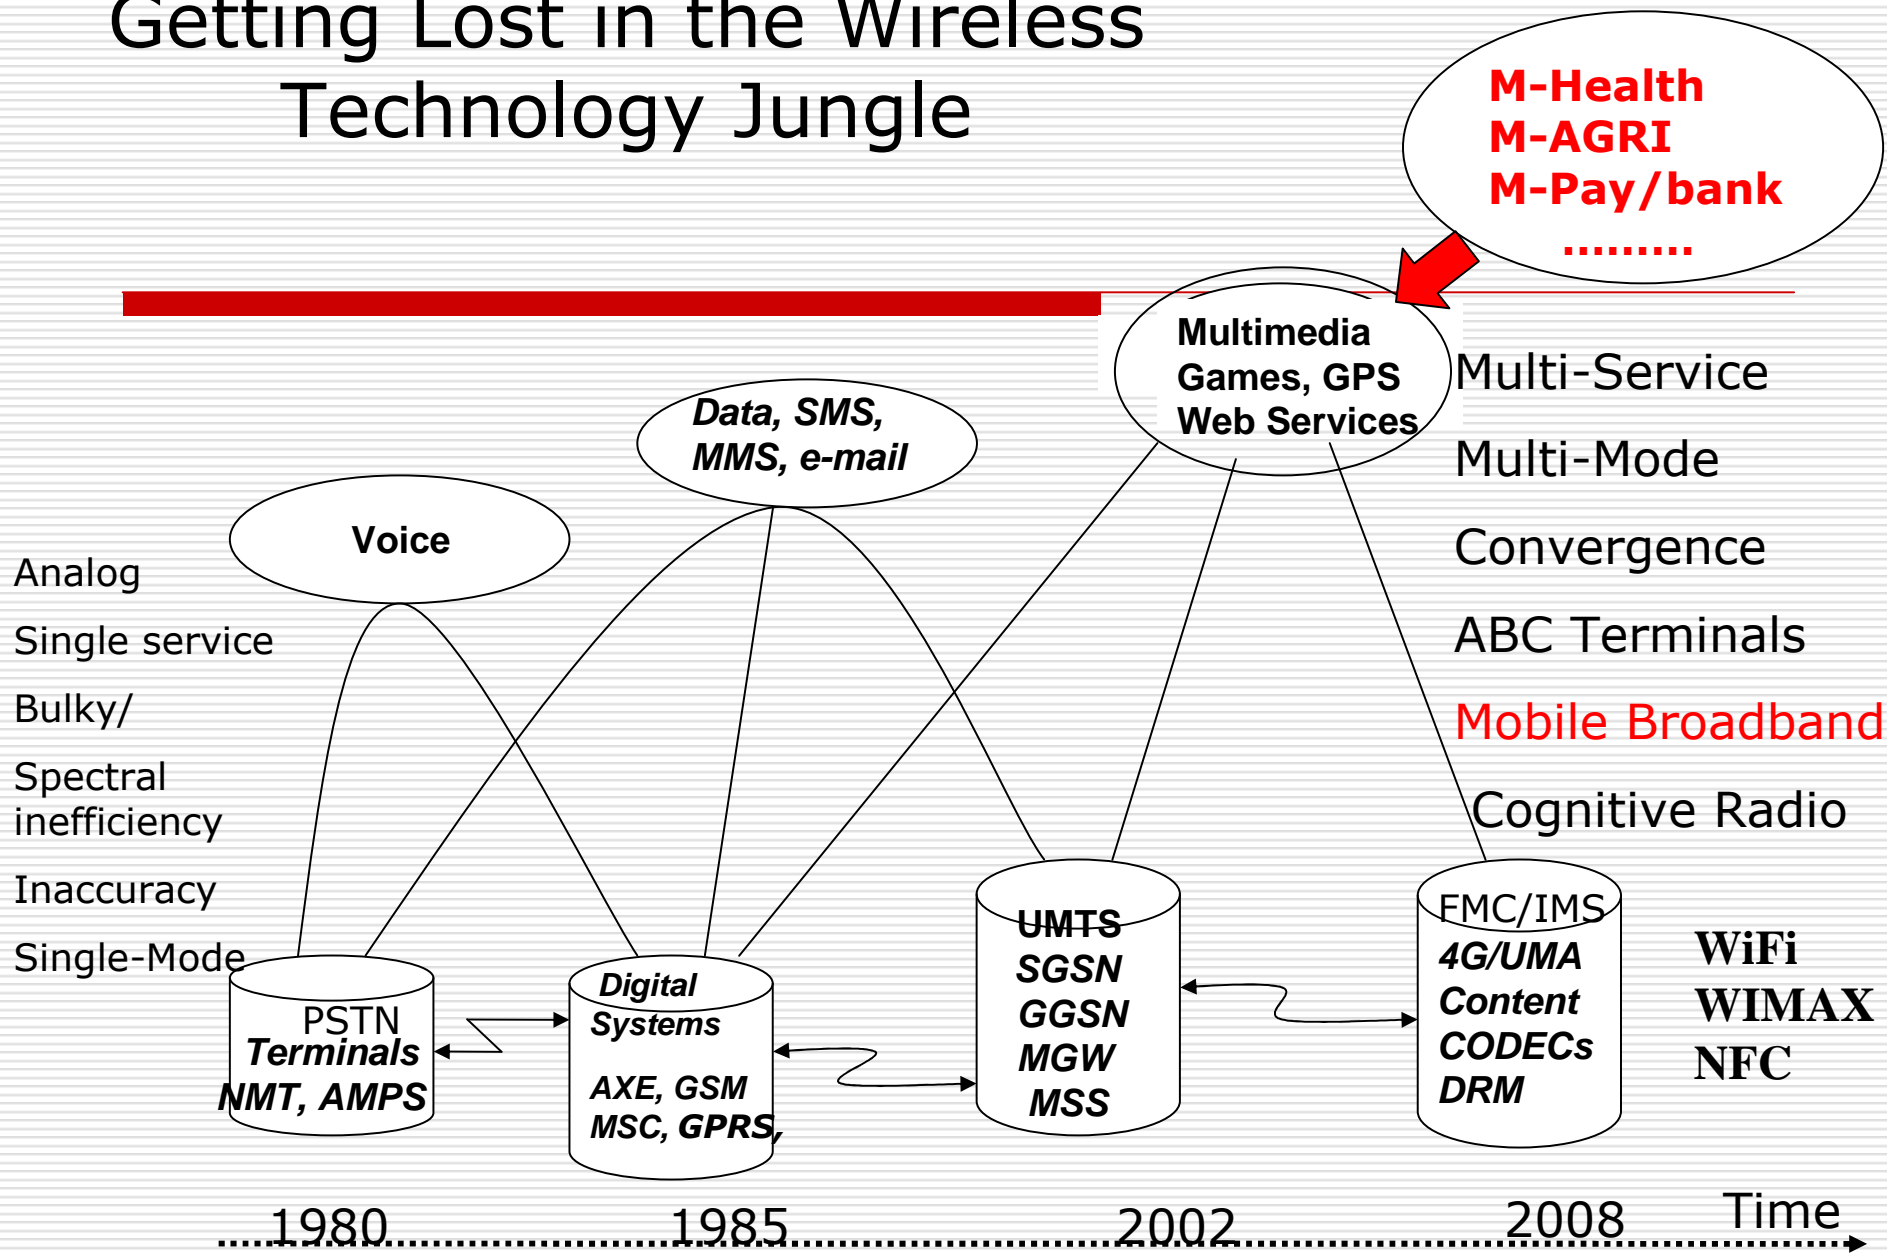 Getting Lost in the Wireless
Technology Jungle
M-Health
M-AGRI
M-Pay/bank
.........
Multimedia
Games, GPS
Web Services
Data, SMS,
MMS, e-mail
Voice
Analog
Single service
Bulky/
Spectral
inefficiency
Inaccuracy
Single-Mode
Multi-Service
Multi-Mode
Convergence
ABC Terminals
Mobile Broadband
Cognitive Radio
PSTN
Terminals
NMT, AMPS
Digital
Systems
AXE, GSM
MSC, GPRS,
UMTS
SGSN
GGSN
MGW
MSS
FMC/IMS
4G/UMA
Content
CODECs
DRM
WiFi
WIMAX
NFC
1980 1985 2002 2008 Time